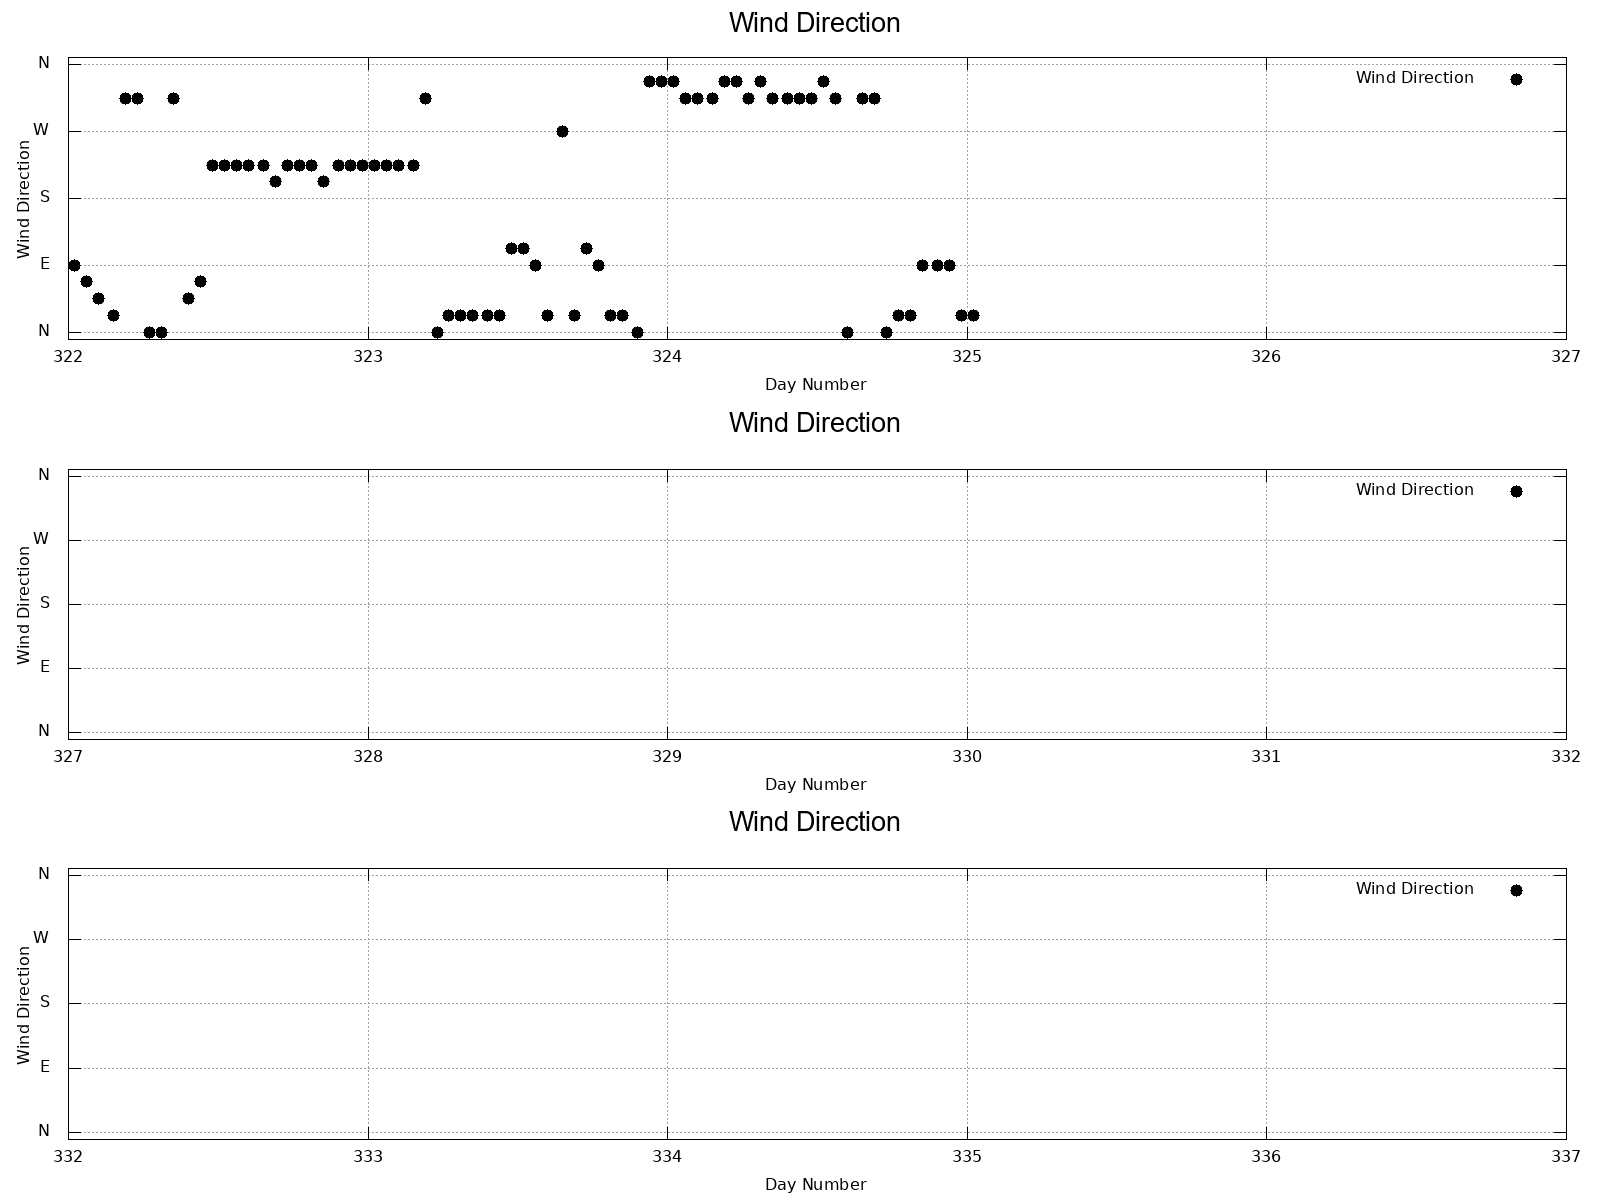 Wind Direction
N
Wind Direction
W
S
E
N
Wind Direction
322 323 324 325 326 327
Day Number
Wind Direction
N
Wind Direction
W
S
E
N
Wind Direction
327 328 329 330 331 332
Day Number
Wind Direction
N
Wind Direction
W
S
E
N
Wind Direction
332 333 334 335 336 337
Day Number